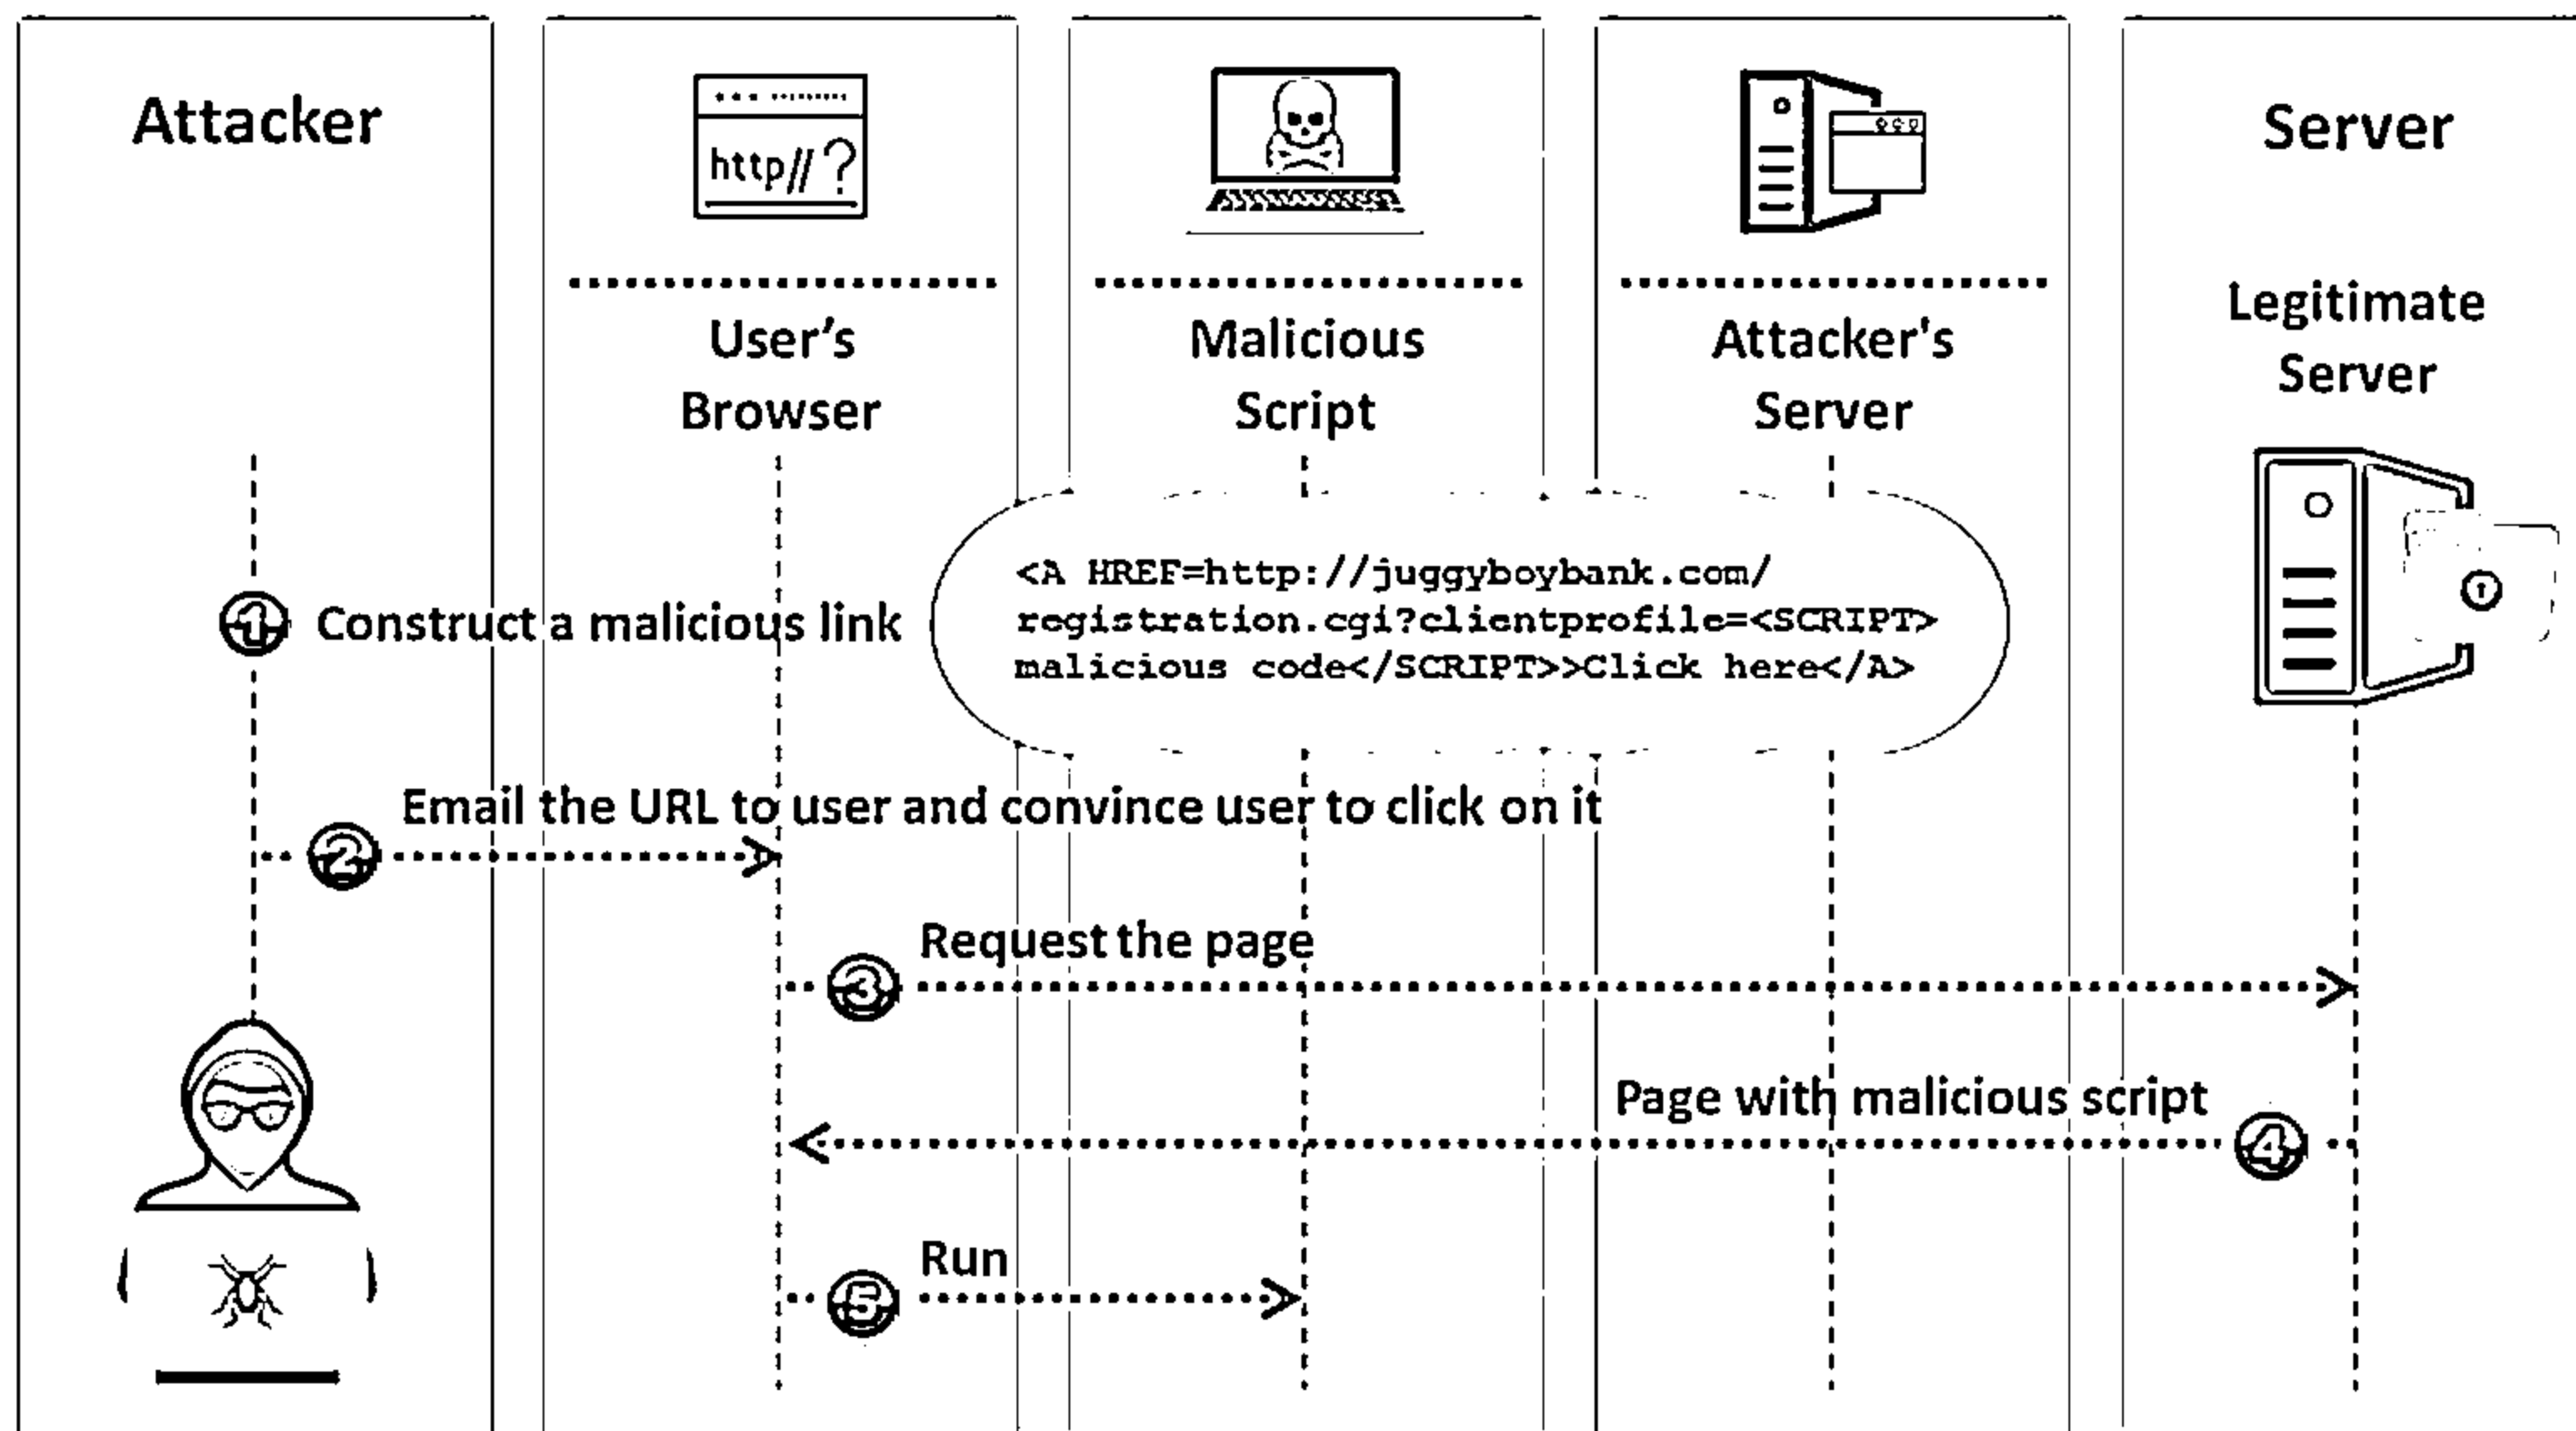 Attacker
http//?
User's
Browser
Malicious
Script
Attacker's
Server
Server
Legitimate
Server
1 Construct a malicious link
<A HREF=http://juggyboybank.com/
registration.cgi?clientprofile=<SCRIPT>
malicious code</SCRIPT>>Click here</A>
Email the URL to user and convince user to click on it
2
Request the page
3
Page with malicious script
4
Run
5